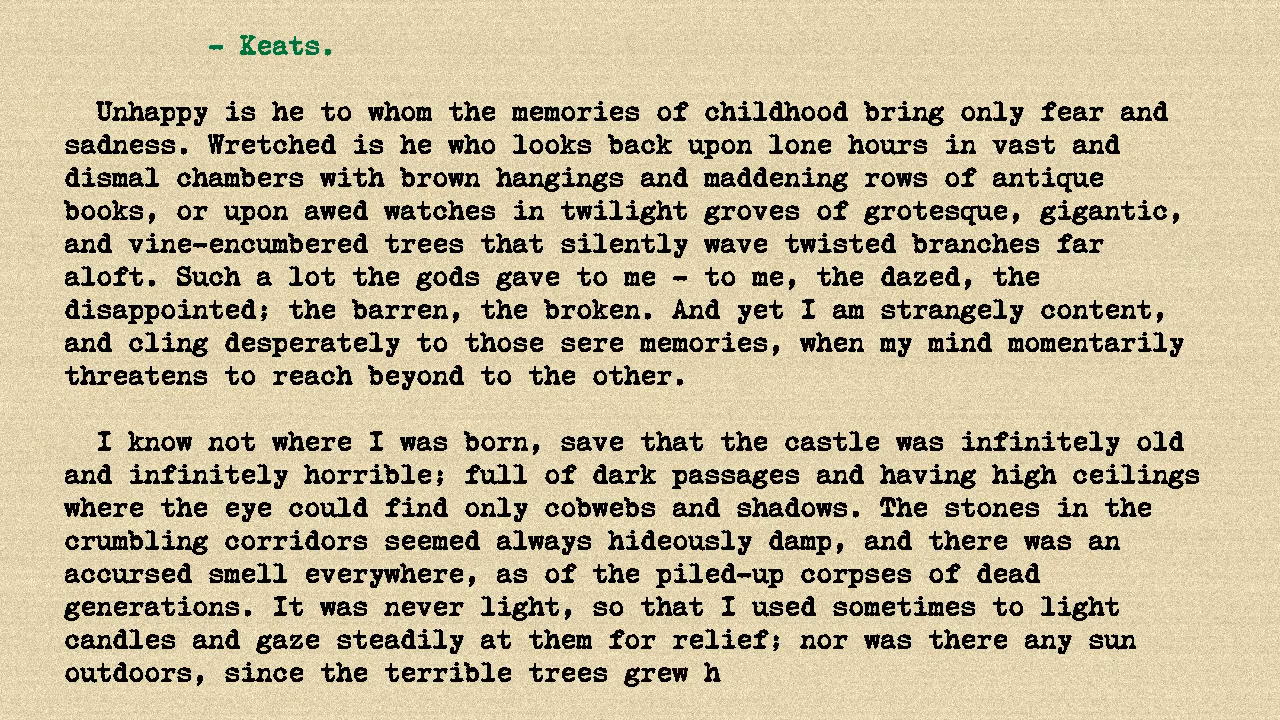 – Keats.
Unhappy is he to whom the memories of childhood bring only fear and
sadness. Wretched is he who looks back upon lone hours in vast and
dismal chambers with brown hangings and maddening rows of antique
books, or upon awed watches in twilight groves of grotesque, gigantic,
and vine-encumbered trees that silently wave twisted branches far
aloft. Such a lot the gods gave to me – to me, the dazed, the
disappointed; the barren, the broken. And yet I am strangely content,
and cling desperately to those sere memories, when my mind momentarily
threatens to reach beyond to the other.
I know not where I was born, save that the castle was infinitely old
and infinitely horrible; full of dark passages and having high ceilings
where the eye could find only cobwebs and shadows. The stones in the
crumbling corridors seemed always hideously damp, and there was an
accursed smell everywhere, as of the piled-up corpses of dead
generations. It was never light, so that I used sometimes to light
candles and gaze steadily at them for relief; nor was there any sun
outdoors, since the terrible trees grew h